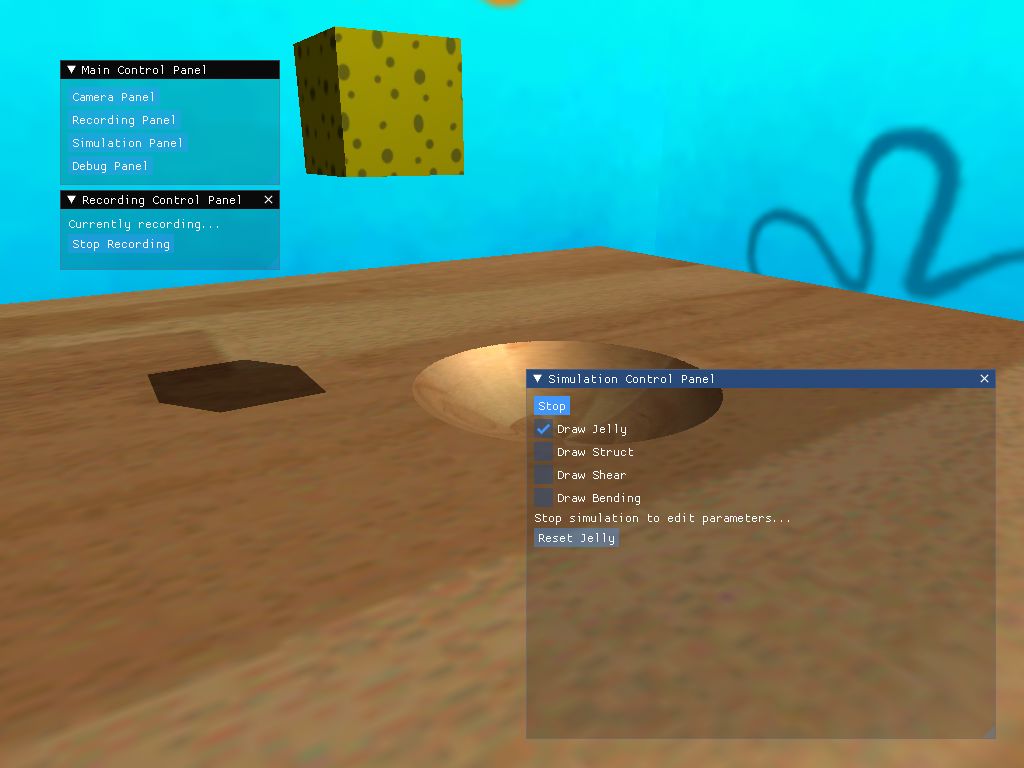 Main Control Panel
Camera Panel
Recording Panel
Simulation Panel
Debug Panel
Recording Control Panel
Currently recording...
Stop Recording
Simulation Control Panel
Stop
Draw Jelly
Draw Struct
Draw Shear
Draw Bending
Stop simulation to edit parameters...
Reset Jelly